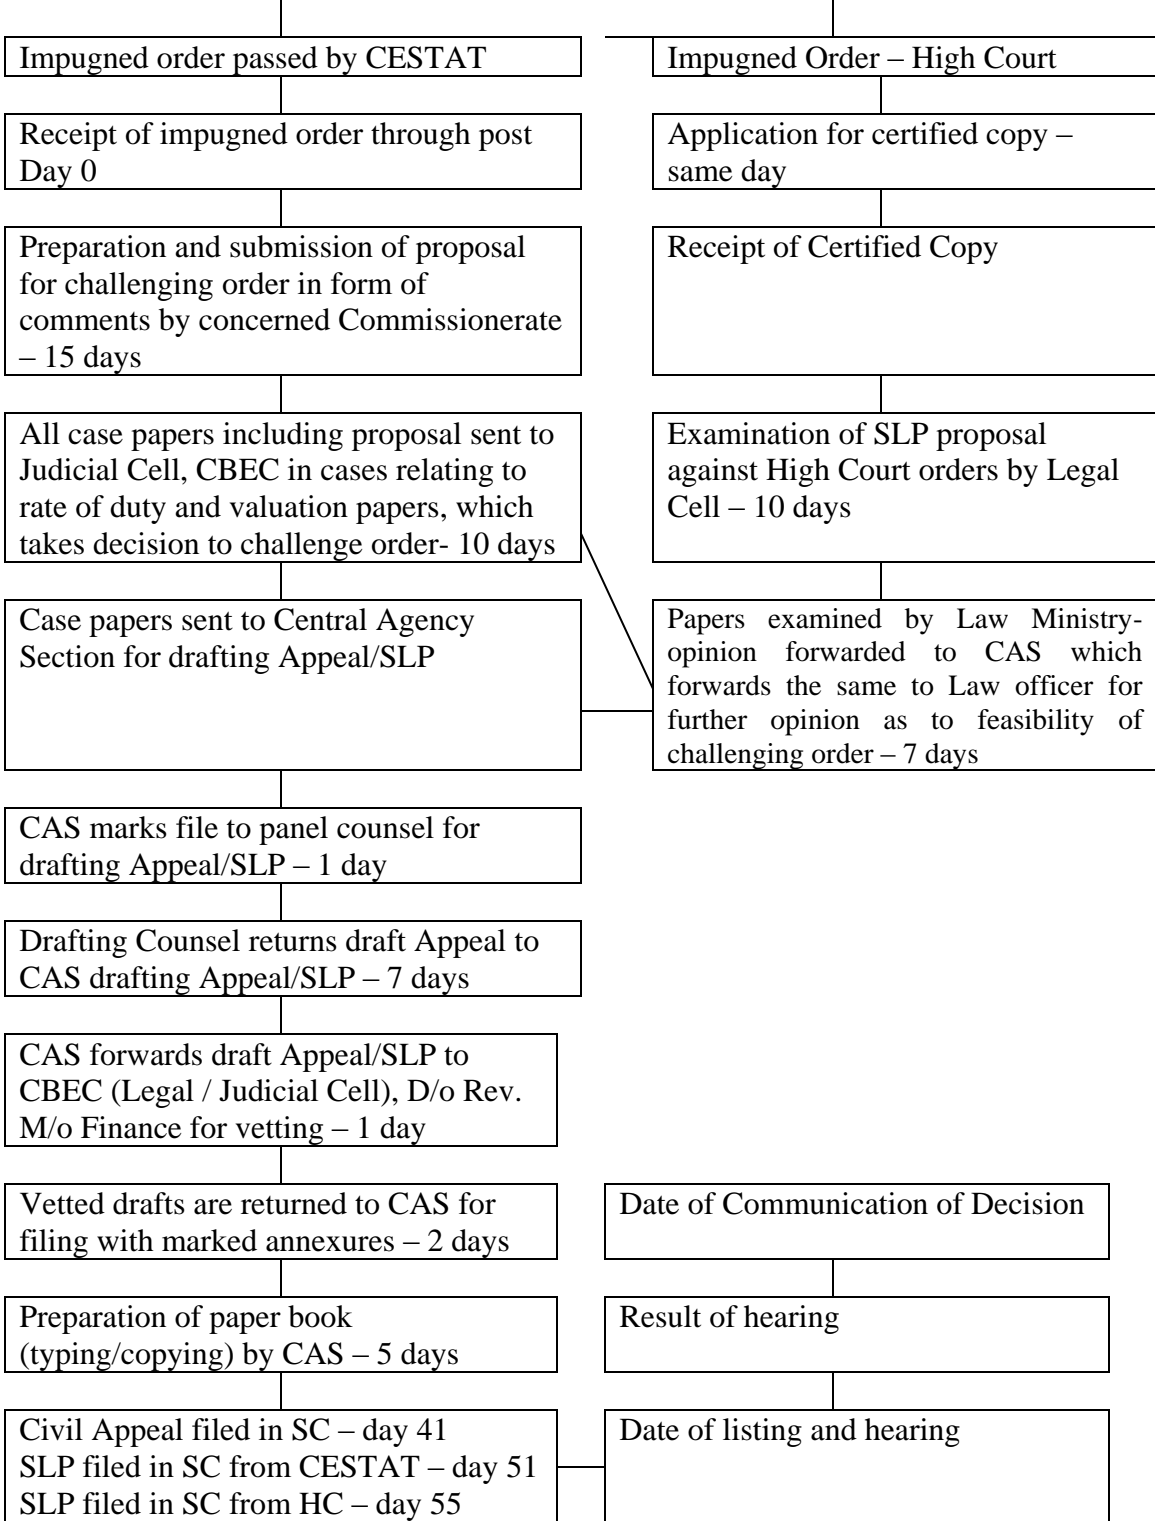 Impugned order passed by CESTAT
Impugned Order – High Court
Receipt of impugned order through post
Day 0
Application for certified copy –
same day
Preparation and submission of proposal
for challenging order in form of
comments by concerned Commissionerate
– 15 days
Receipt of Certified Copy
All case papers including proposal sent to
Judicial Cell, CBEC in cases relating to
rate of duty and valuation papers, which
takes decision to challenge order- 10 days
Examination of SLP proposal
against High Court orders by Legal
Cell – 10 days
Case papers sent to Central Agency
Section for drafting Appeal/SLP
Papers examined by Law Ministry-
opinion forwarded to CAS which
forwards the same to Law officer for
further opinion as to feasibility of
challenging order – 7 days
CAS marks file to panel counsel for
drafting Appeal/SLP – 1 day
Drafting Counsel returns draft Appeal to
CAS drafting Appeal/SLP – 7 days
CAS forwards draft Appeal/SLP to
CBEC (Legal / Judicial Cell), D/o Rev.
M/o Finance for vetting – 1 day
Vetted drafts are returned to CAS for
filing with marked annexures – 2 days
Date of Communication of Decision
Preparation of paper book
(typing/copying) by CAS – 5 days
Result of hearing
Civil Appeal filed in SC – day 41
SLP filed in SC from CESTAT – day 51
SLP filed in SC from HC – day 55
Date of listing and hearing